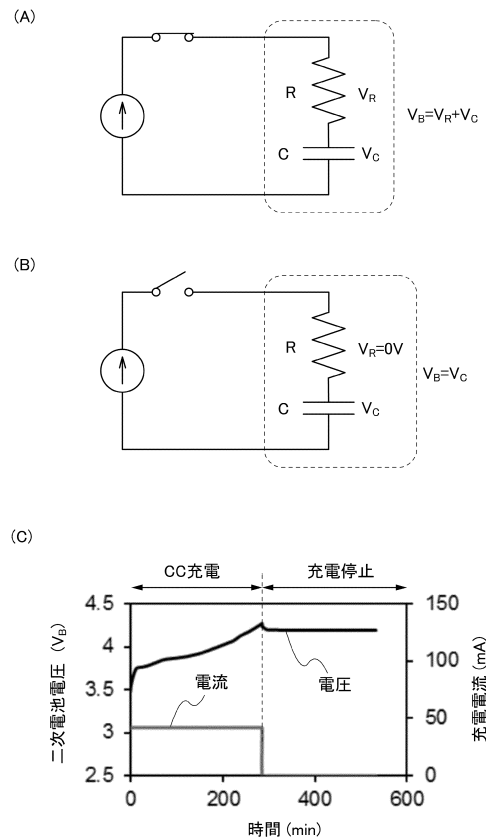 (A)
R
V_R
C
V_C
V_B=V_R+V_C
(B)
R
V_R=0V
C
V_C
V_B=V_C
(C)
CC充電
充電停止
二次電池電圧 (V_B)
4.5
4
3.5
3
2.5
電流
電圧
150
100
50
0
充電電流 (mA)
0
200
400
600
時間 (min)